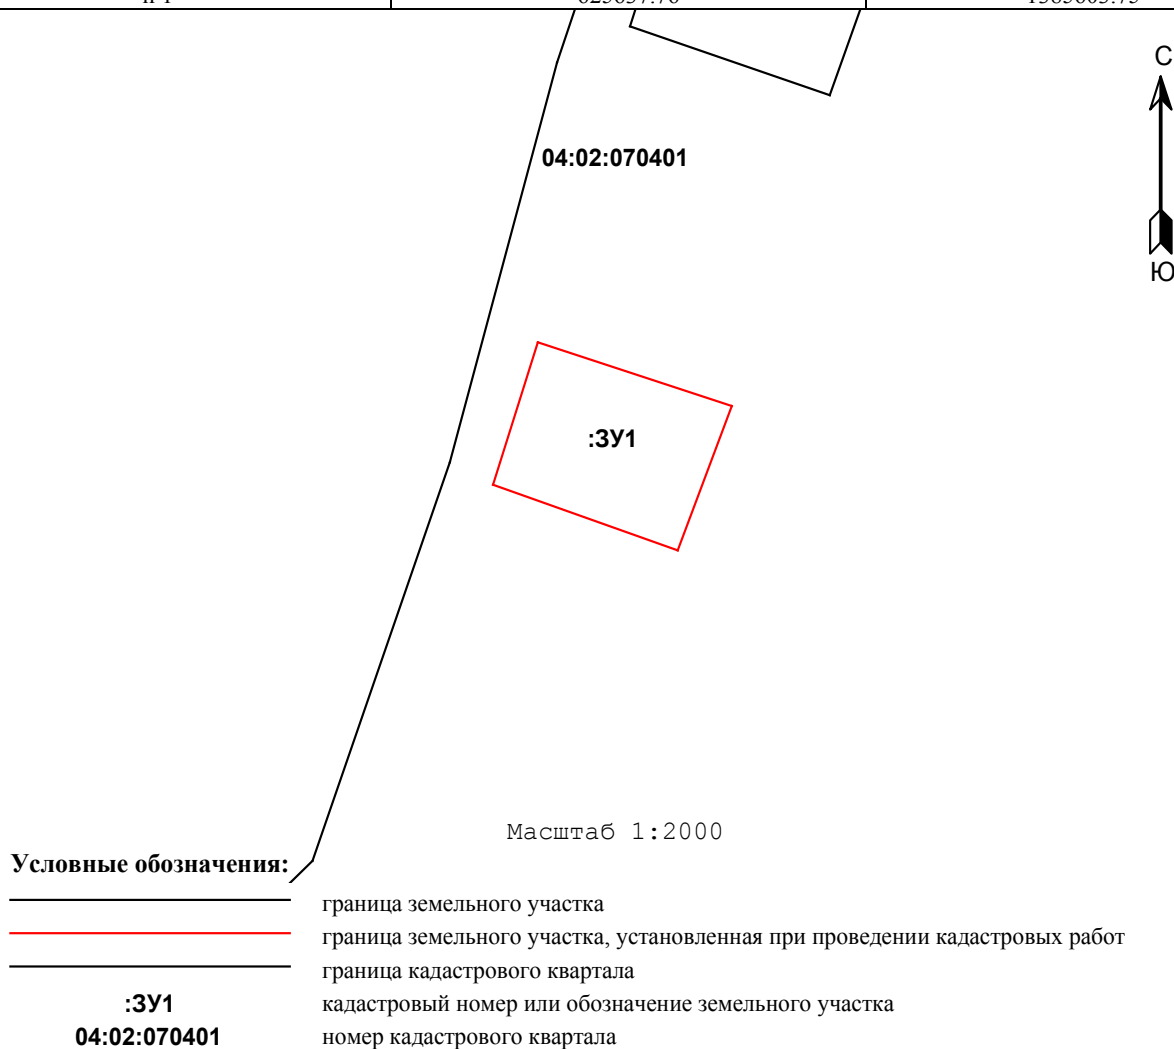 С
04:02:070401
Ю
:ЗУ1
Масштаб 1:2000
Условные обозначения:
граница земельного участка
граница земельного участка, установленная при проведении кадастровых работ
граница кадастрового квартала
:ЗУ1 кадастровый номер или обозначение земельного участка
04:02:070401 номер кадастрового квартала